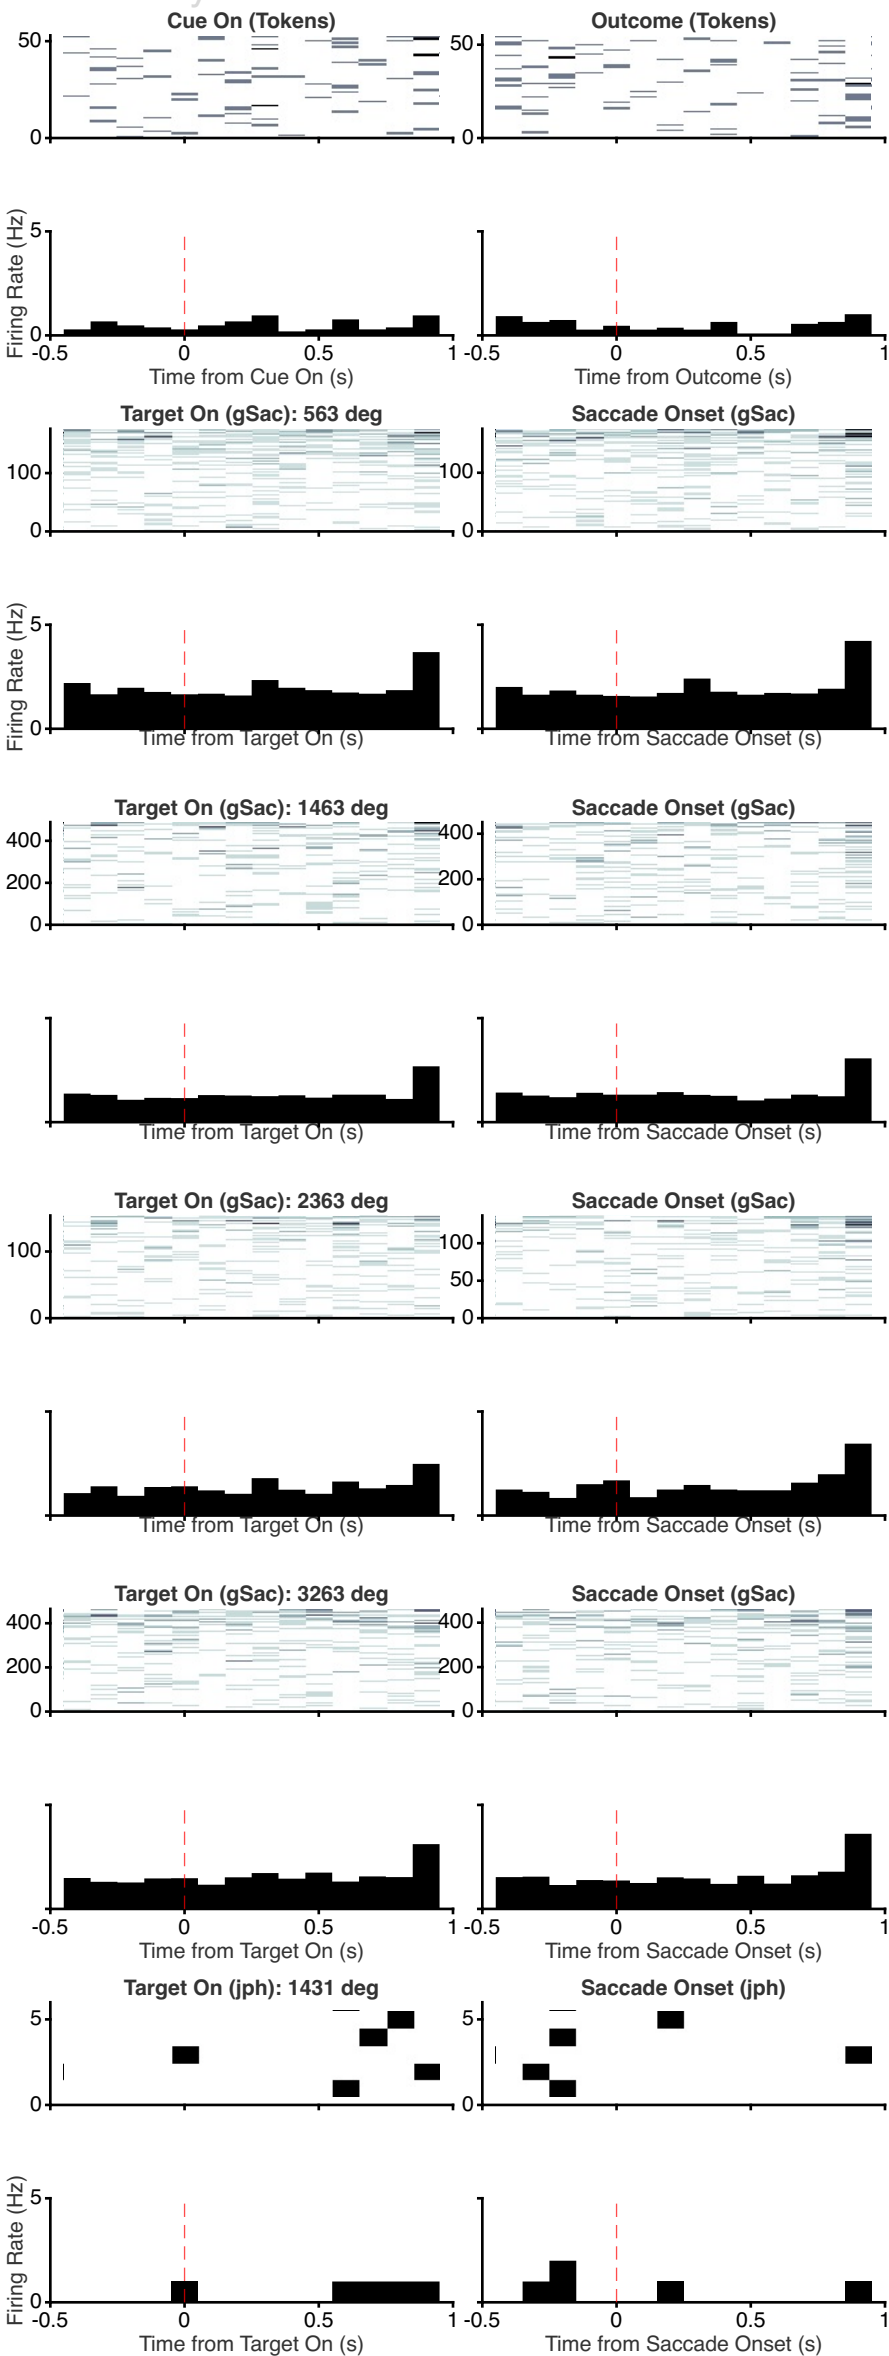 Cue On (Tokens) Outcome (Tokens)
50 50
0 0
Firing Rate (Hz)
5
0
-0.5 0 0.5 1 -0.5 0 0.5 1
Time from Cue On (s) Time from Outcome (s)
Target On (gSac): 563 deg Saccade Onset (gSac)
100 100
0 0
Firing Rate (Hz)
5
0
Time from Target On (s) Time from Saccade Onset (s)
Target On (gSac): 1463 deg Saccade Onset (gSac)
400 400
200 200
0 0
Time from Target On (s) Time from Saccade Onset (s)
Target On (gSac): 2363 deg Saccade Onset (gSac)
100 100
50
0 0
Time from Target On (s) Time from Saccade Onset (s)
Target On (gSac): 3263 deg Saccade Onset (gSac)
400 400
200 200
0 0
-0.5 0 0.5 1 -0.5 0 0.5 1
Time from Target On (s) Time from Saccade Onset (s)
Target On (jph): 1431 deg Saccade Onset (jph)
5 5
0 0
Firing Rate (Hz)
5
0
-0.5 0 0.5 1 -0.5 0 0.5 1
Time from Target On (s) Time from Saccade Onset (s)